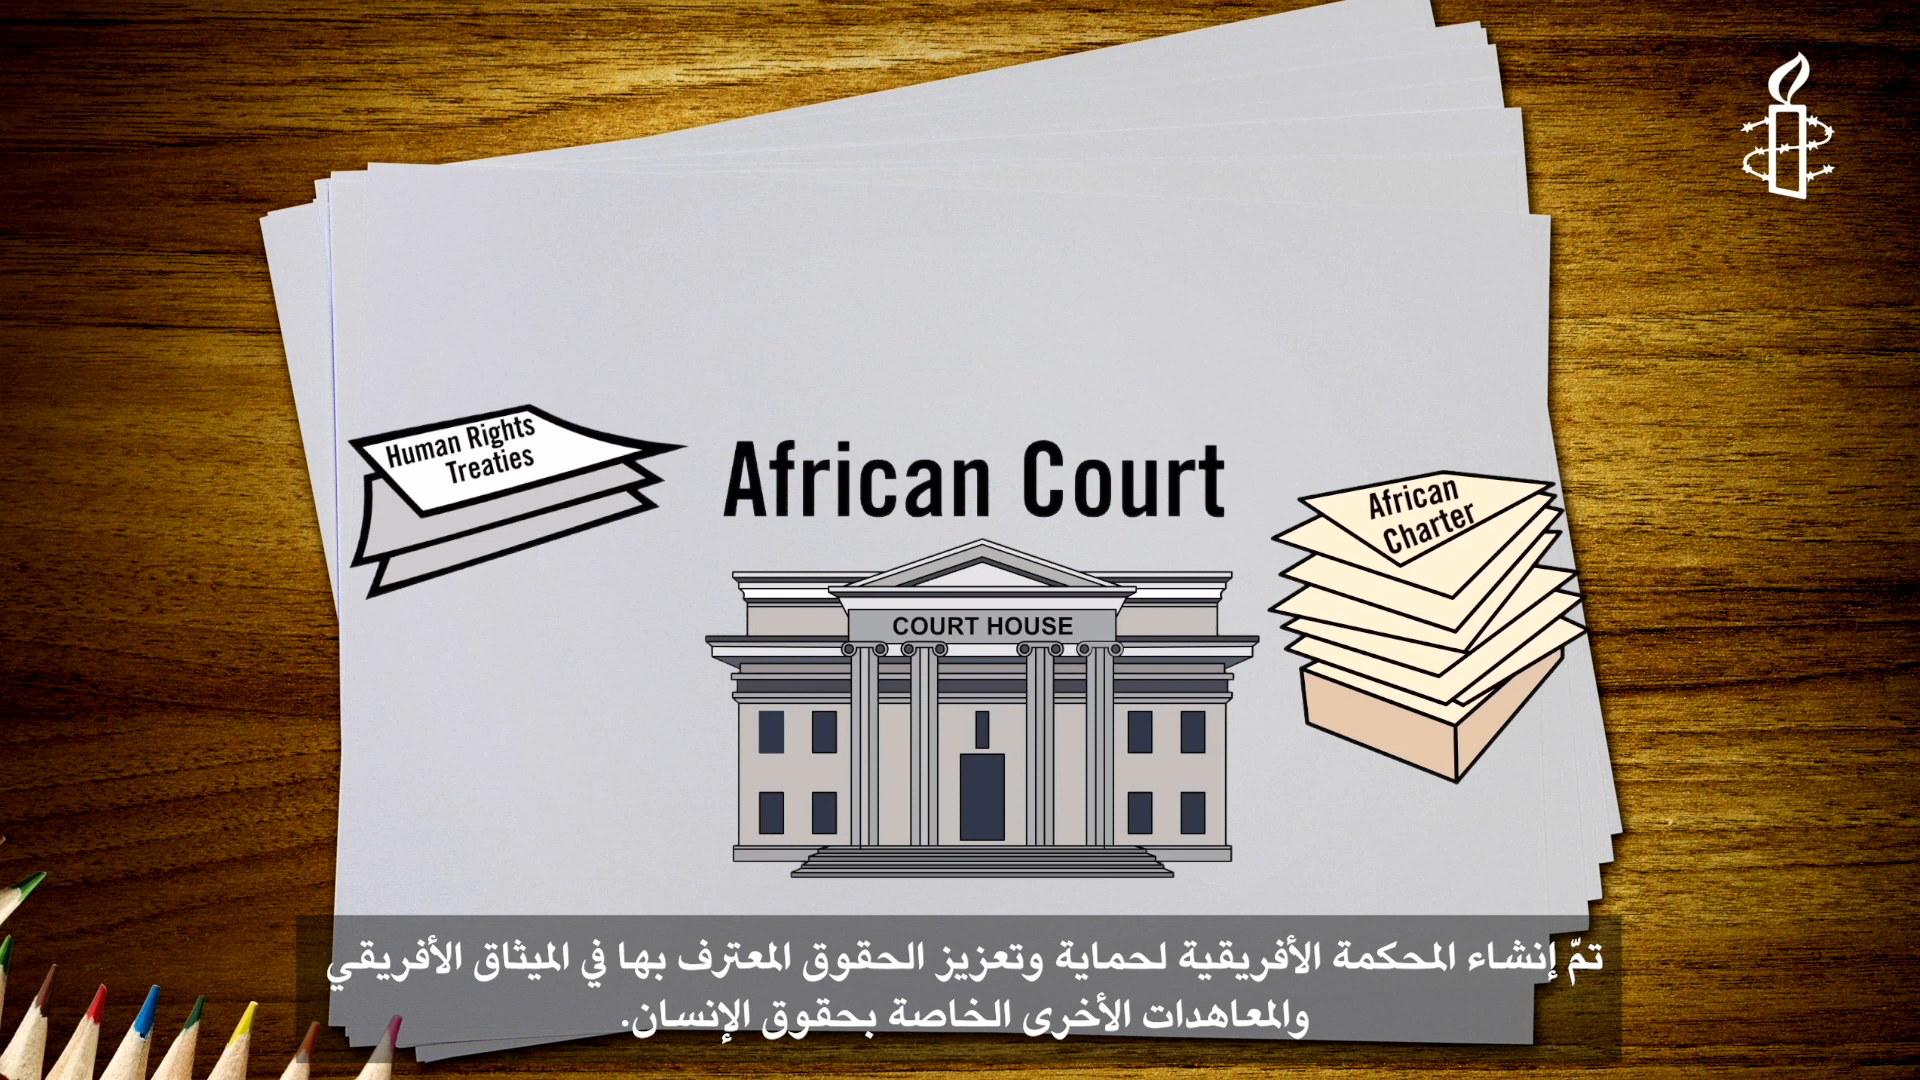 Human Rights
Treaties
African Court
African
Charter
COURT HOUSE
تمّ إنشاء المحكمة الأفريقية لحماية وتعزيز الحقوق المعترف بها في الميثاق الأفريقي
والمعاهدات الأخرى الخاصة بحقوق الإنسان.